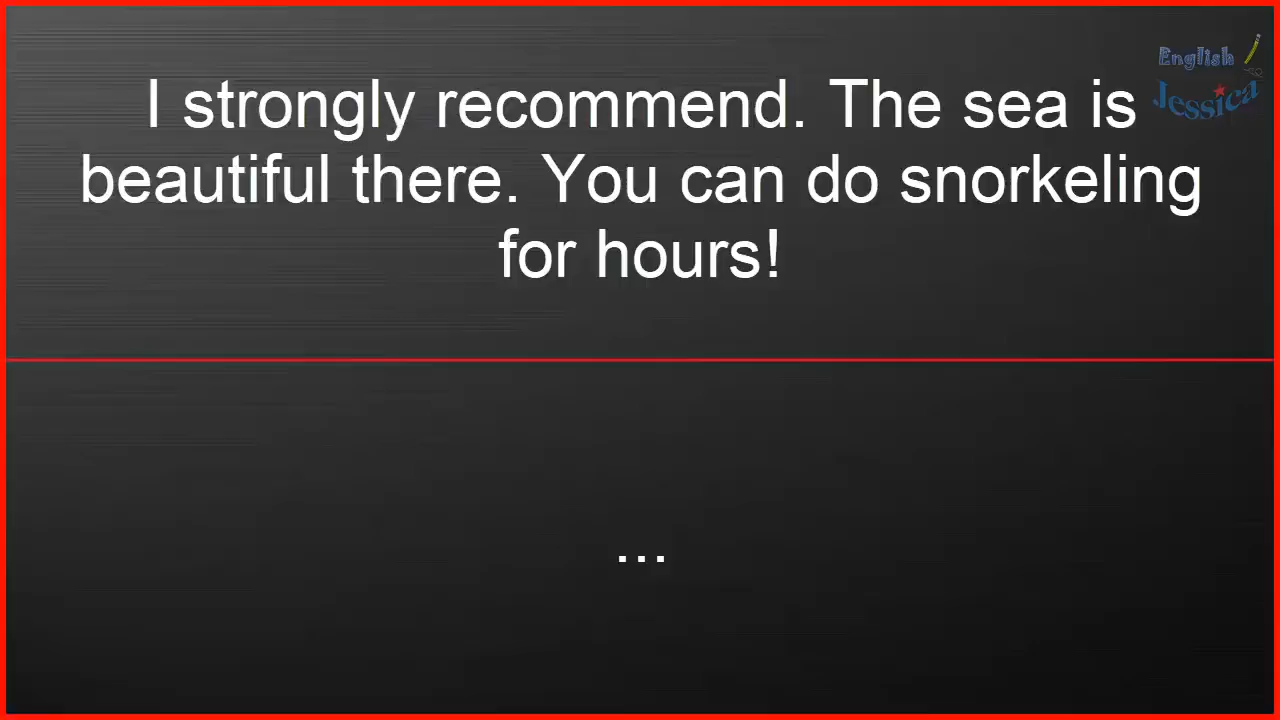 I strongly recommend. The sea is
beautiful there. You can do snorkeling
for hours!
English
Jessica
...